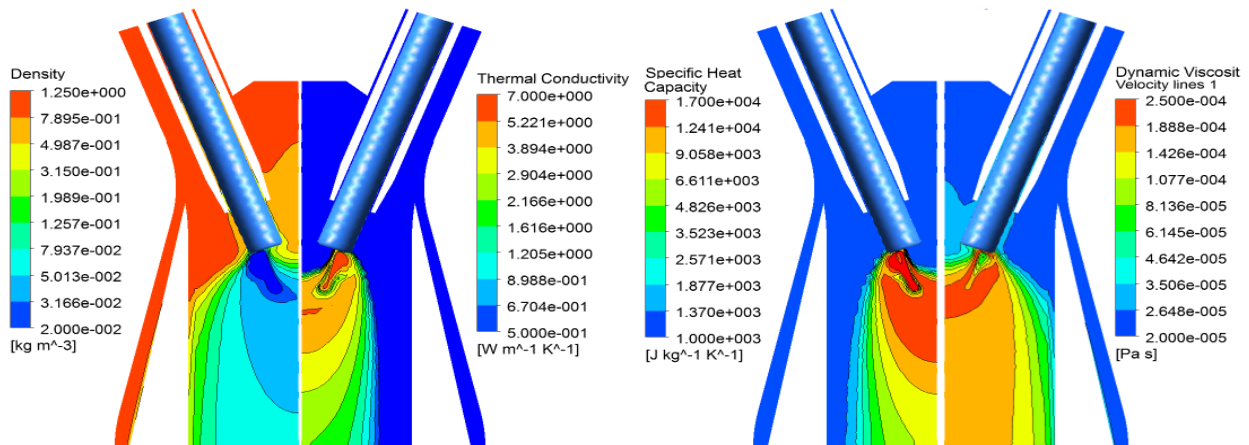 Density
1.250e+000
7.895e-001
4.987e-001
3.150e-001
1.989e-001
1.257e-001
7.937e-002
5.013e-002
3.166e-002
2.000e-002
[kg m^-3]
Thermal Conductivity
7.000e+000
5.221e+000
3.894e+000
2.904e+000
2.166e+000
1.616e+000
1.205e+000
8.988e-001
6.704e-001
5.000e-001
[W m^-1 K^-1]
Specific Heat
Capacity
1.700e+004
1.241e+004
9.058e+003
6.611e+003
4.826e+003
3.523e+003
2.571e+003
1.877e+003
1.370e+003
1.000e+003
[J kg^-1 K^-1]
Dynamic Viscosit
Velocity lines 1
2.500e-004
1.888e-004
1.426e-004
1.077e-004
8.136e-005
6.145e-005
4.642e-005
3.506e-005
2.648e-005
2.000e-005
[Pa s]